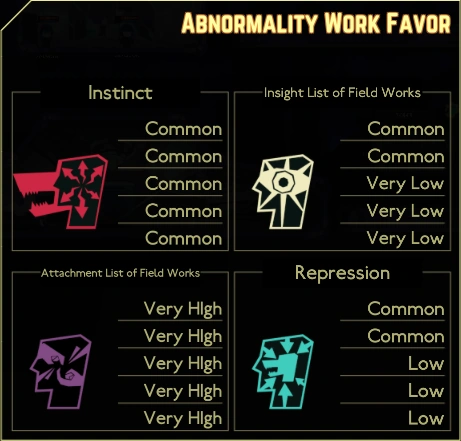 Abnormality Work Favor
Instinct
Common
Common
Common
Common
Common
Insight List of Field Works
Common
Common
Very Low
Very Low
Very Low
Attachment List of Field Works
Very HIgh
Very HIgh
Very HIgh
Very HIgh
Very HIgh
Repression
Common
Common
Low
Low
Low